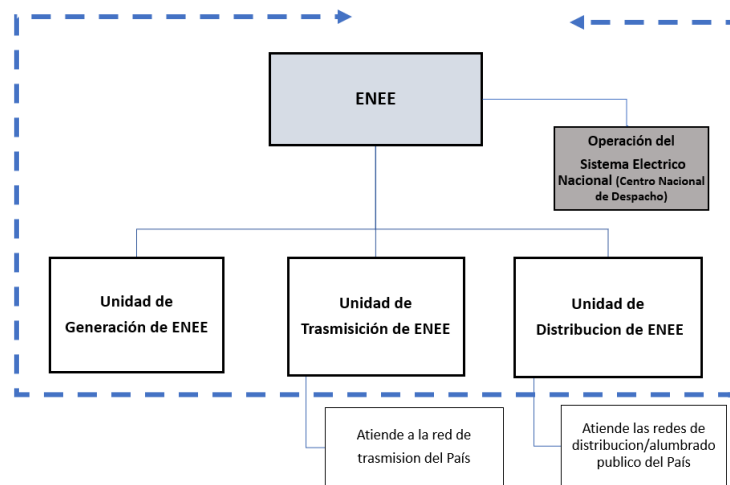 ENEE
Operación del
Sistema Electrico
Nacional (Centro Nacional
de Despacho)
Unidad de
Generación de ENEE
Unidad de
Trasmisición de ENEE
Unidad de
Distribucion de ENEE
Atiende a la red de
trasmision del País
Atiende las redes de
distribucion/alumbrado
publico del País